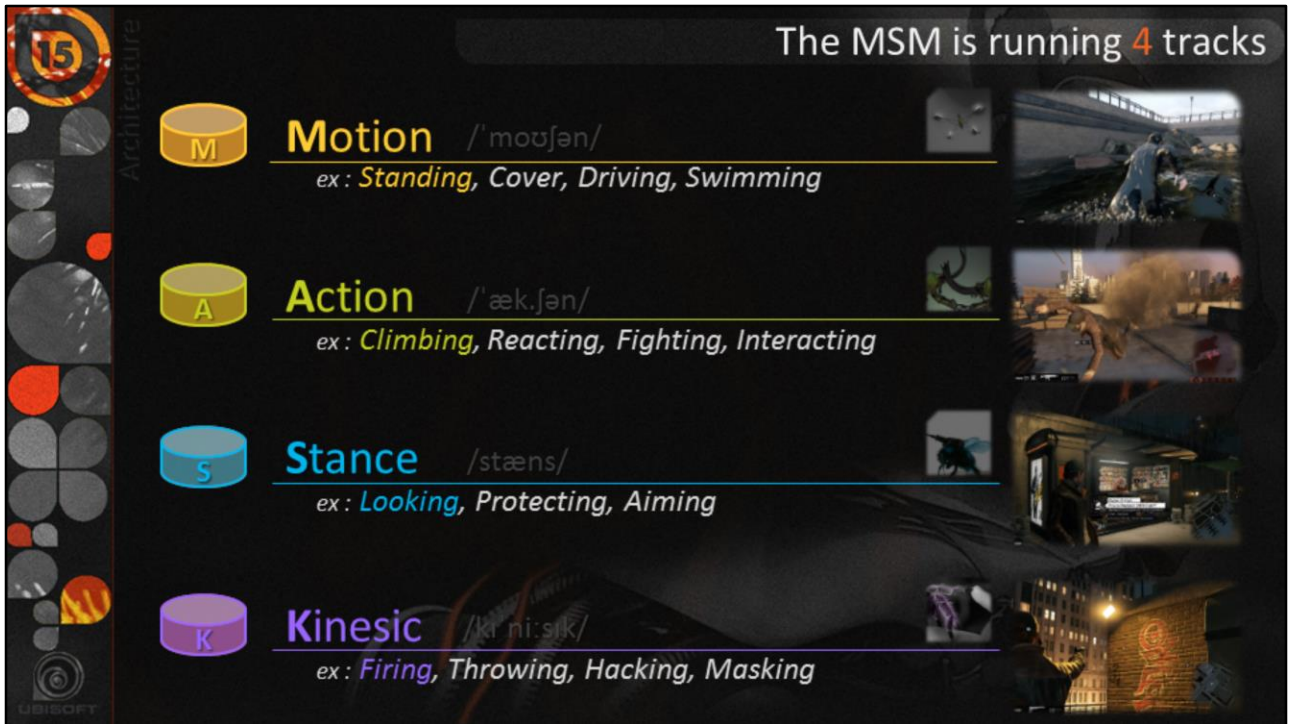 15
Architecture
The MSM is running 4 tracks
M
Motion /ˈmoʊʃən/
ex : Standing, Cover, Driving, Swimming
A
Action /ˈæk.ʃən/
ex : Climbing, Reacting, Fighting, Interacting
S
Stance /stæns/
ex : Looking, Protecting, Aiming
K
Kinesic /kɪˈniːsɪk/
ex : Firing, Throwing, Hacking, Masking
UBISOFT